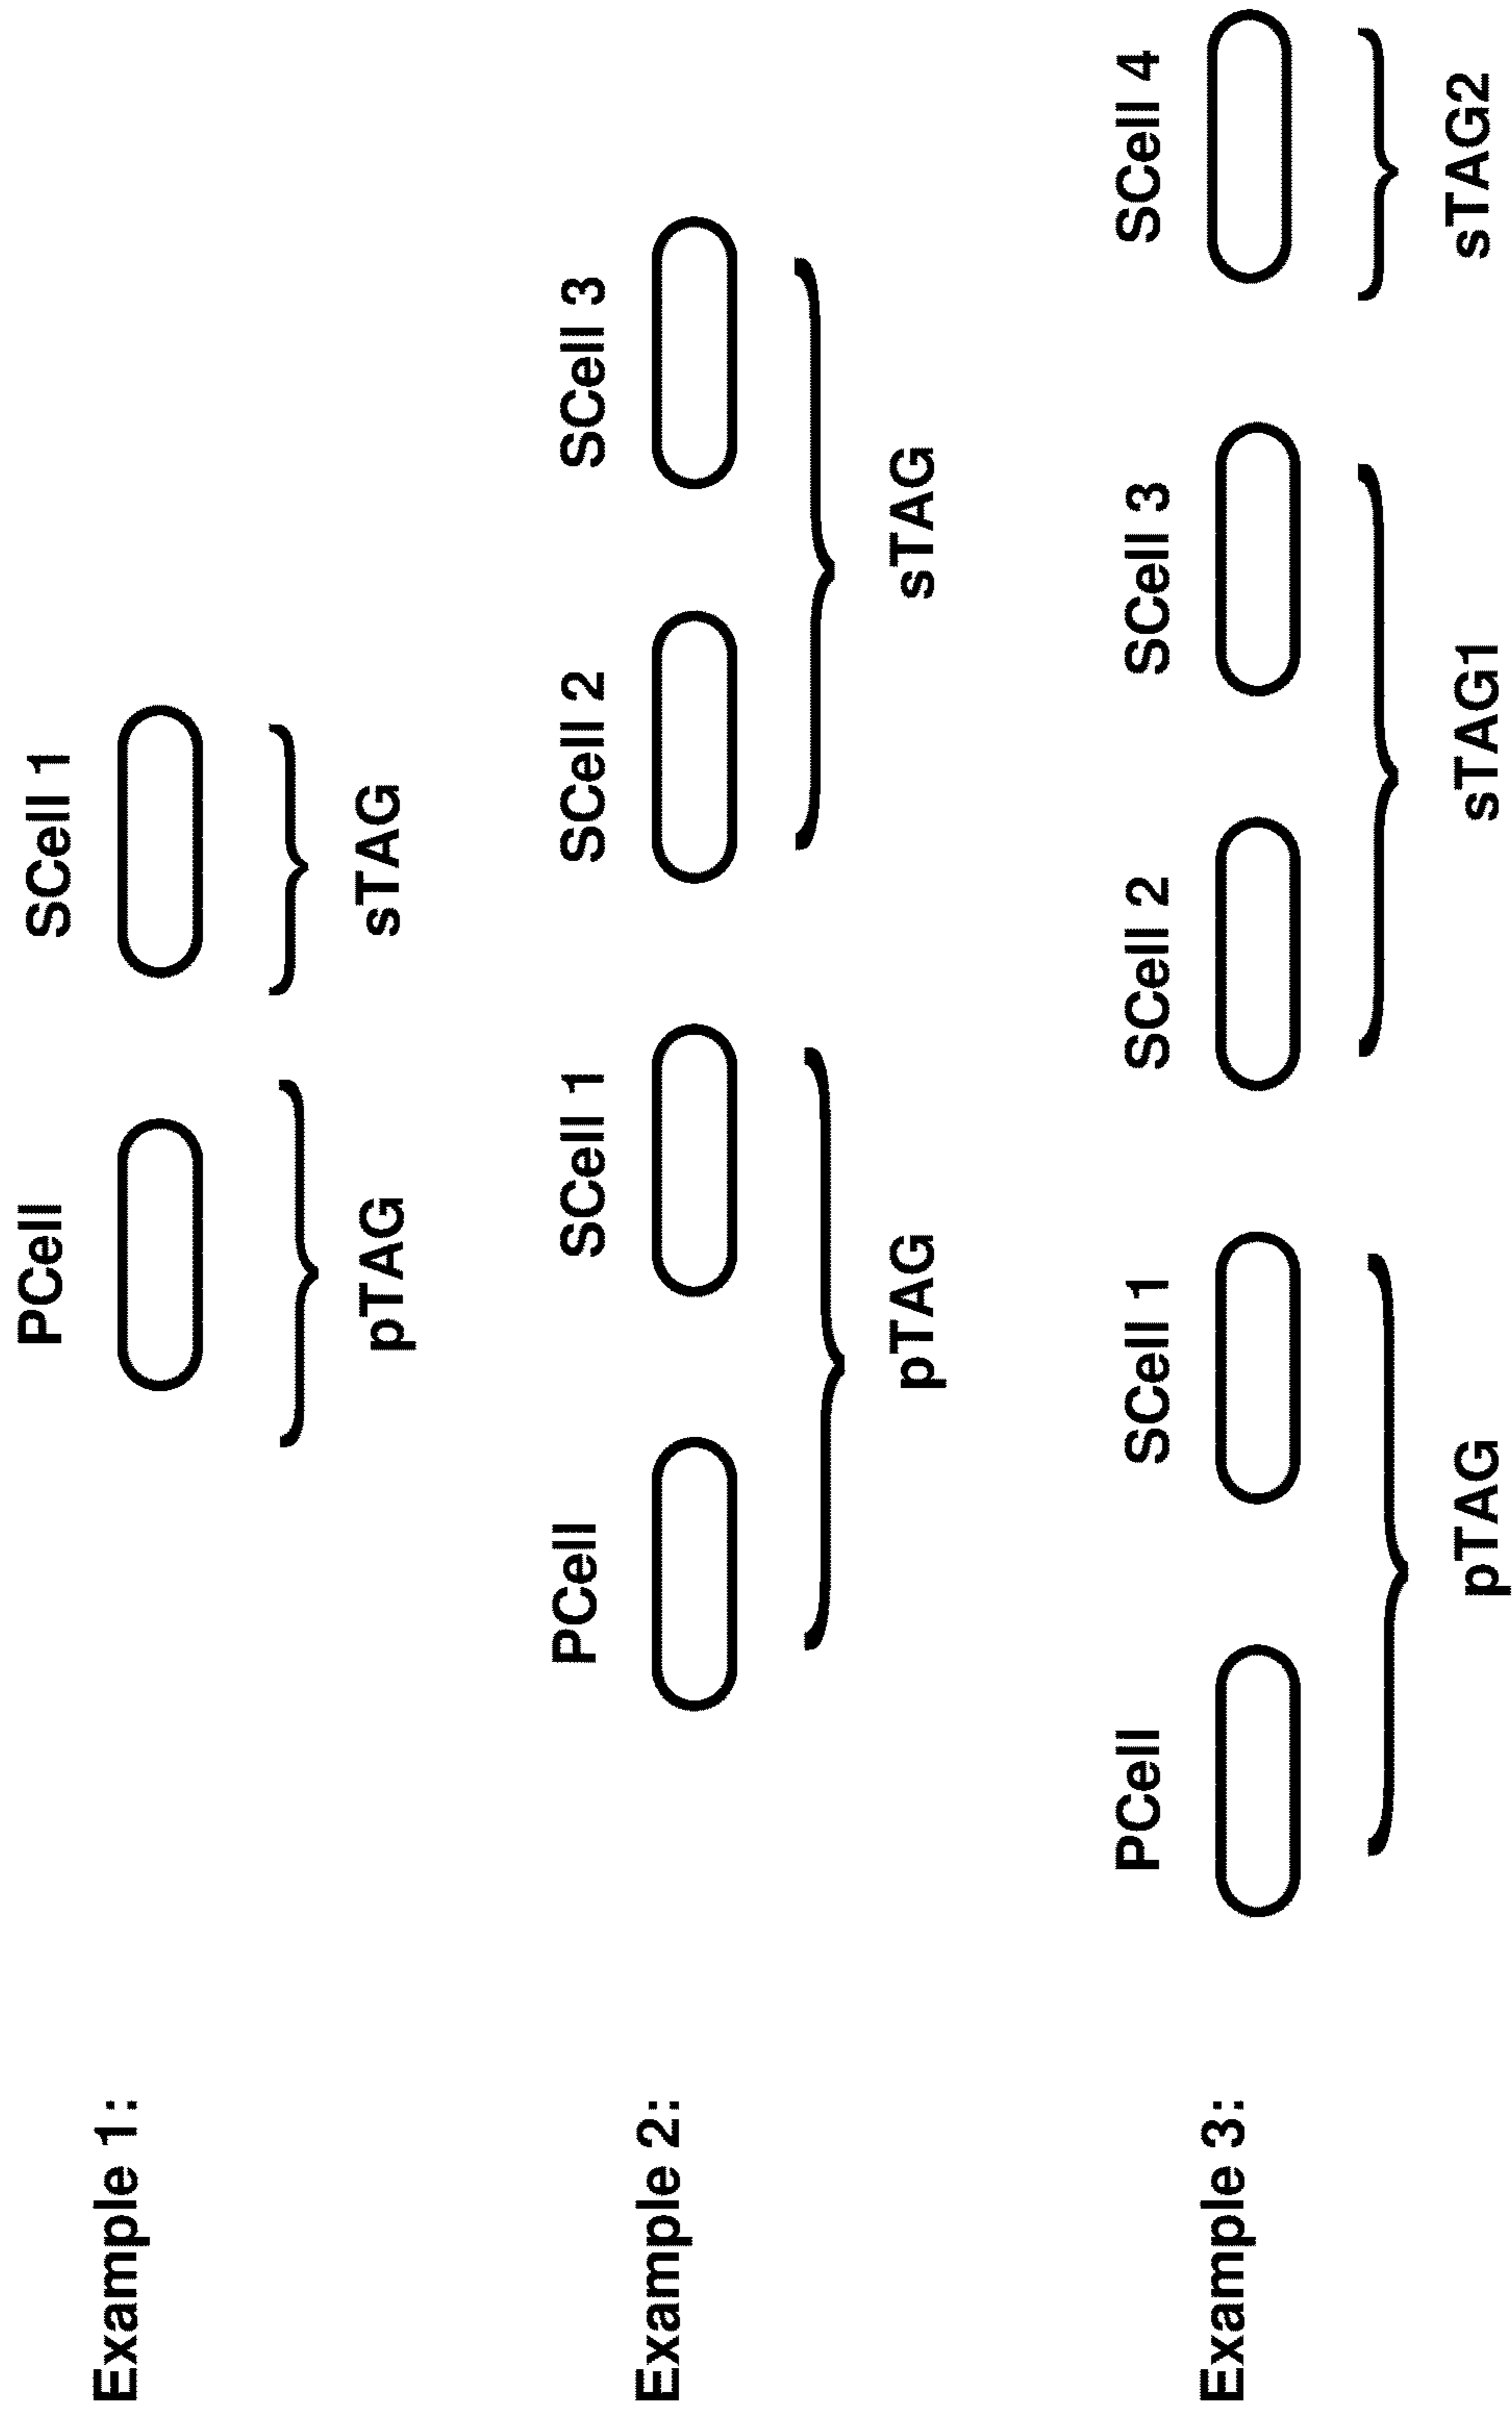 PCell SCell 1
Example 1:
pTAG sTAG
PCell SCell 1 SCell 2 SCell 3
Example 2:
pTAG sTAG
PCell SCell 1 SCell 2 SCell 3 SCell 4
Example 3:
pTAG sTAG1 sTAG2